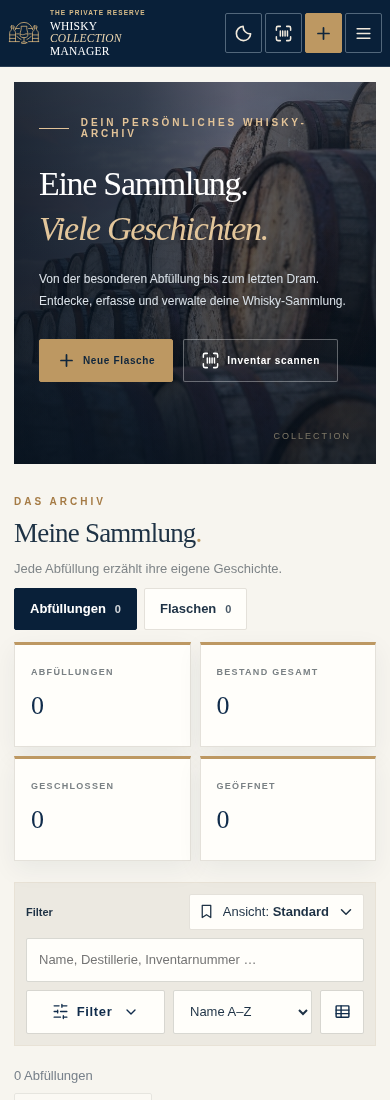 THE PRIVATE RESERVE
WHISKY
COLLECTION
MANAGER
DEIN PERSÖNLICHES WHISKY-
ARCHIV
Eine Sammlung.
Viele Geschichten.
Von der besonderen Abfüllung bis zum letzten Dram.
Entdecke, erfasse und verwalte deine Whisky-Sammlung.
Neue Flasche
Inventar scannen
COLLECTION
DAS ARCHIV
Meine Sammlung.
Jede Abfüllung erzählt ihre eigene Geschichte.
Abfüllungen 0
Flaschen 0
ABFÜLLUNGEN
0
BESTAND GESAMT
0
GESCHLOSSEN
0
GEÖFFNET
0
Filter
Ansicht: Standard
Name, Destillerie, Inventarnummer …
Filter
Name A–Z
0 Abfüllungen